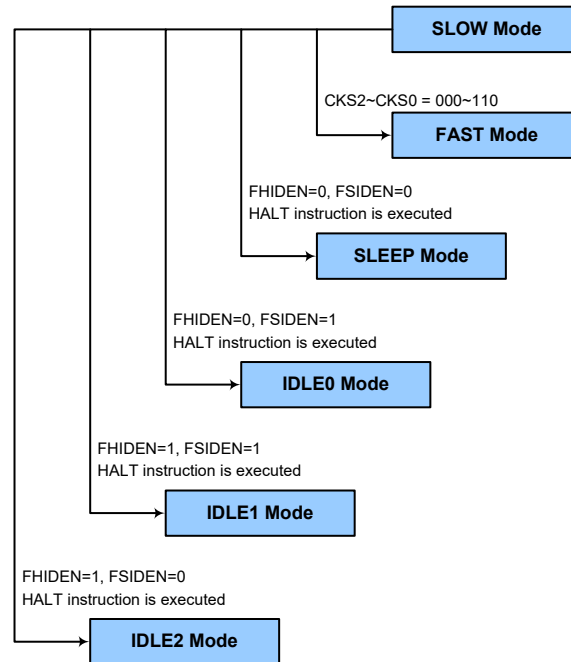 SLOW Mode
CKS2~CKS0 = 000~110
FAST Mode
FHIDEN=0, FSIDEN=0
HALT instruction is executed
SLEEP Mode
FHIDEN=0, FSIDEN=1
HALT instruction is executed
IDLE0 Mode
FHIDEN=1, FSIDEN=1
HALT instruction is executed
IDLE1 Mode
FHIDEN=1, FSIDEN=0
HALT instruction is executed
IDLE2 Mode